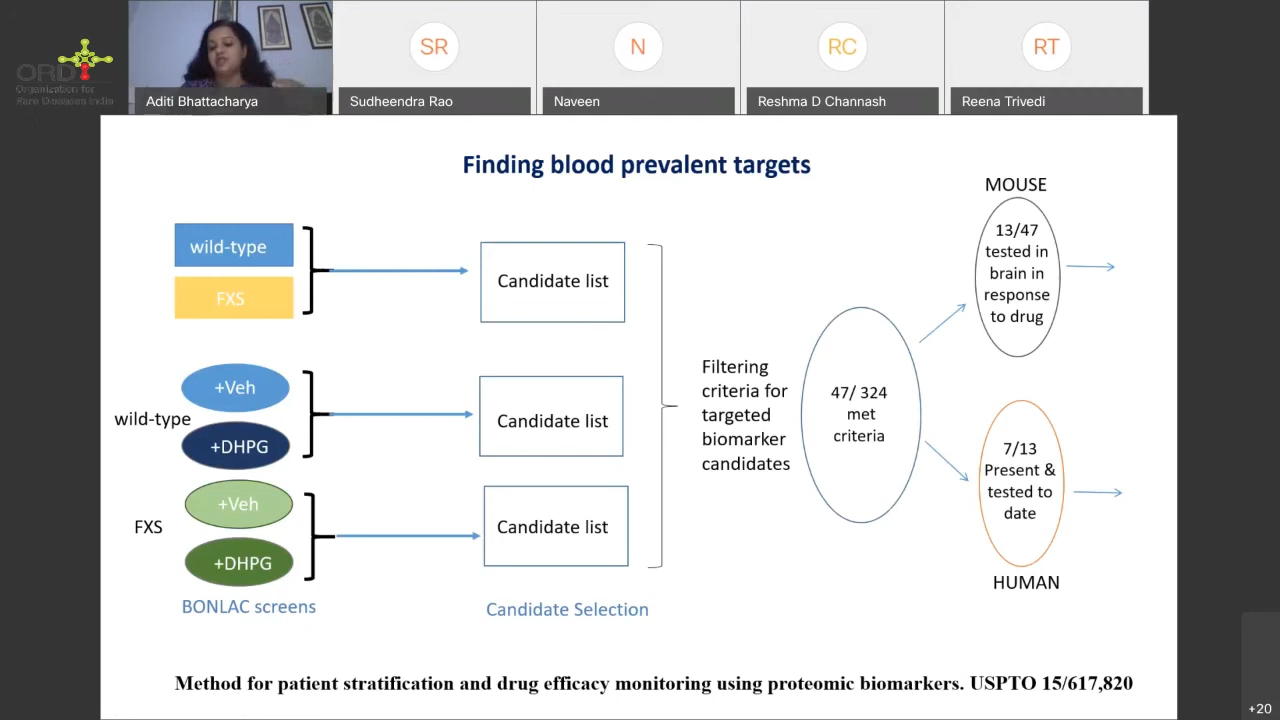 ORDI
Organization for
Rare Diseases India
Aditi Bhattacharya
SR
Sudheendra Rao
N
Naveen
RC
Reshma D Channash
RT
Reena Trivedi
Finding blood prevalent targets
wild-type
FXS
Candidate list
wild-type
+Veh
+DHPG
Candidate list
FXS
+Veh
+DHPG
Candidate list
BONLAC screens
Candidate Selection
Filtering
criteria for
targeted
biomarker
candidates
47/ 324
met
criteria
MOUSE
13/47
tested in
brain in
response
to drug
7/13
Present &
tested to
date
HUMAN
Method for patient stratification and drug efficacy monitoring using proteomic biomarkers. USPTO 15/617,820
+20